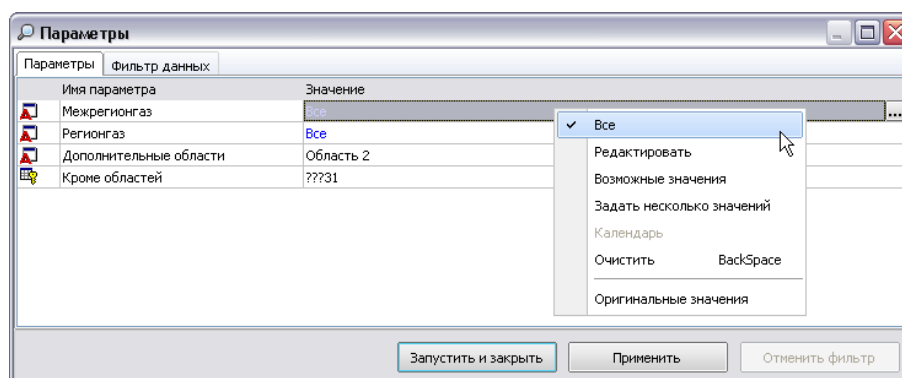 Параметры
Параметры Фильтр данных
Имя параметра Значение
Межрегионгаз Все ...
Регионгаз Все
Дополнительные области Область 2
Кроме областей ???31
Все
Редактировать
Возможные значения
Задать несколько значений
Календарь
Очистить BackSpace
Оригинальные значения
Запустить и закрыть Применить Отменить фильтр